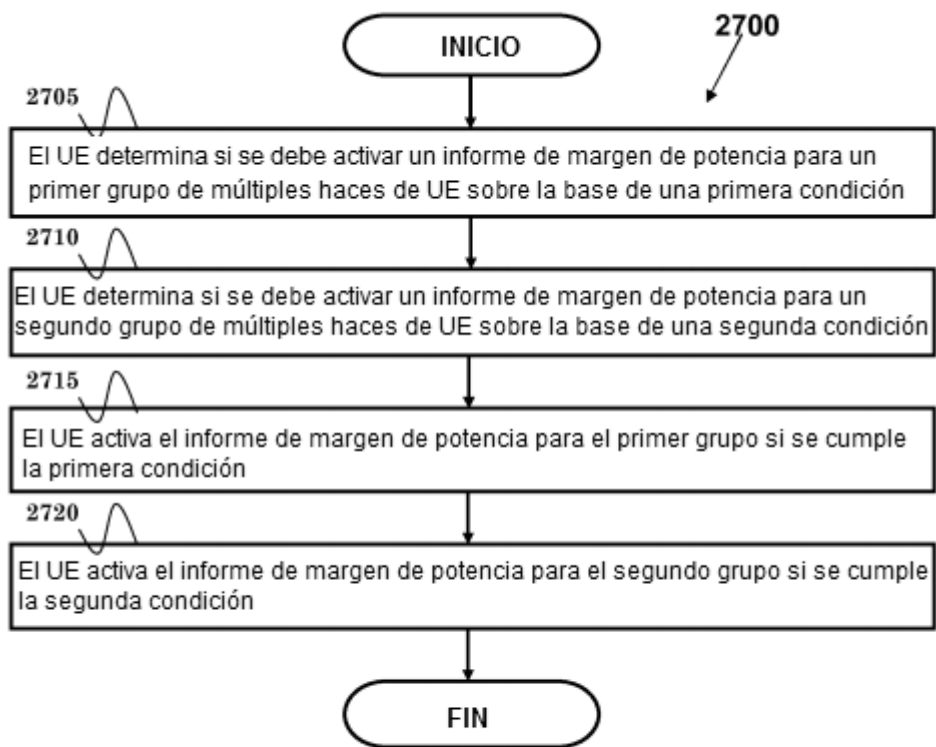 2700
INICIO
2705
El UE determina si se debe activar un informe de margen de potencia para un
primer grupo de múltiples haces de UE sobre la base de una primera condición
2710
El UE determina si se debe activar un informe de margen de potencia para un
segundo grupo de múltiples haces de UE sobre la base de una segunda condición
2715
El UE activa el informe de margen de potencia para el primer grupo si se cumple
la primera condición
2720
El UE activa el informe de margen de potencia para el segundo grupo si se cumple
la segunda condición
FIN